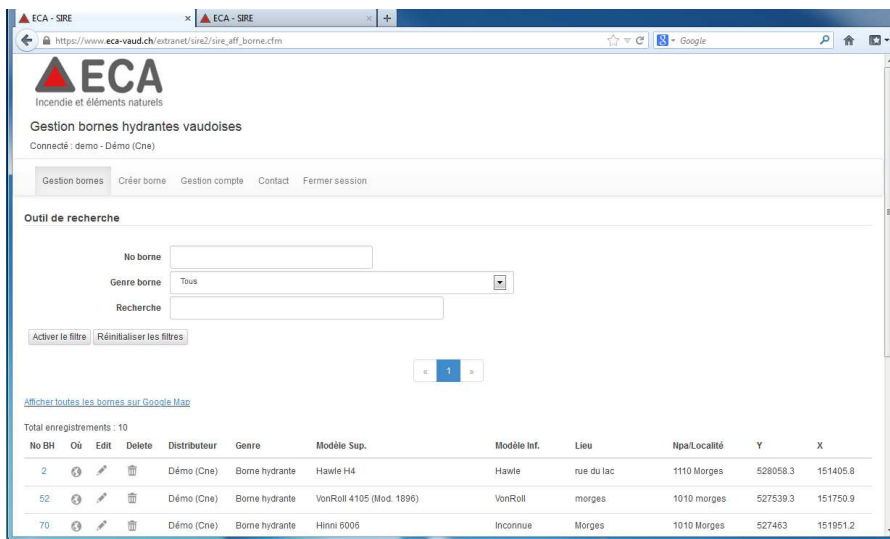 ECA - SIRE × ECA - SIRE × +
https://www.eca-vaud.ch/extranet/sire2/sire_aff_borne.cfm Google
ECA
Incendie et éléments naturels
Gestion bornes hydrantes vaudoises
Connecté : demo - Démo (Cne)
Gestion bornes Créer borne Gestion compte Contact Fermer session
Outil de recherche
No borne
Genre borne Tous
Recherche
Activer le filtre Réinitialiser les filtres
« 1 »
Afficher toutes les bornes sur Google Map
Total enregistrements : 10
No BH Où Edit Delete Distributeur Genre Modèle Sup. Modèle Inf. Lieu Npa/Localité Y X
2 Démo (Cne) Borne hydrante Hawle H4 Hawle rue du lac 1110 Morges 528058.3 151405.8
52 Démo (Cne) Borne hydrante VonRoll 4105 (Mod. 1896) VonRoll morges 1010 morges 527539.3 151750.9
70 Démo (Cne) Borne hydrante Hinni 6006 Inconnue Morges 1010 Morges 527463 151951.2